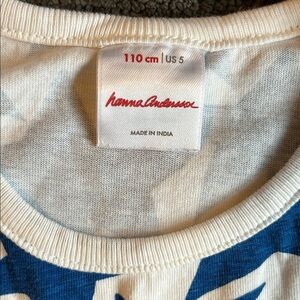 110 cm | US 5
hanna andersson
MADE IN INDIA